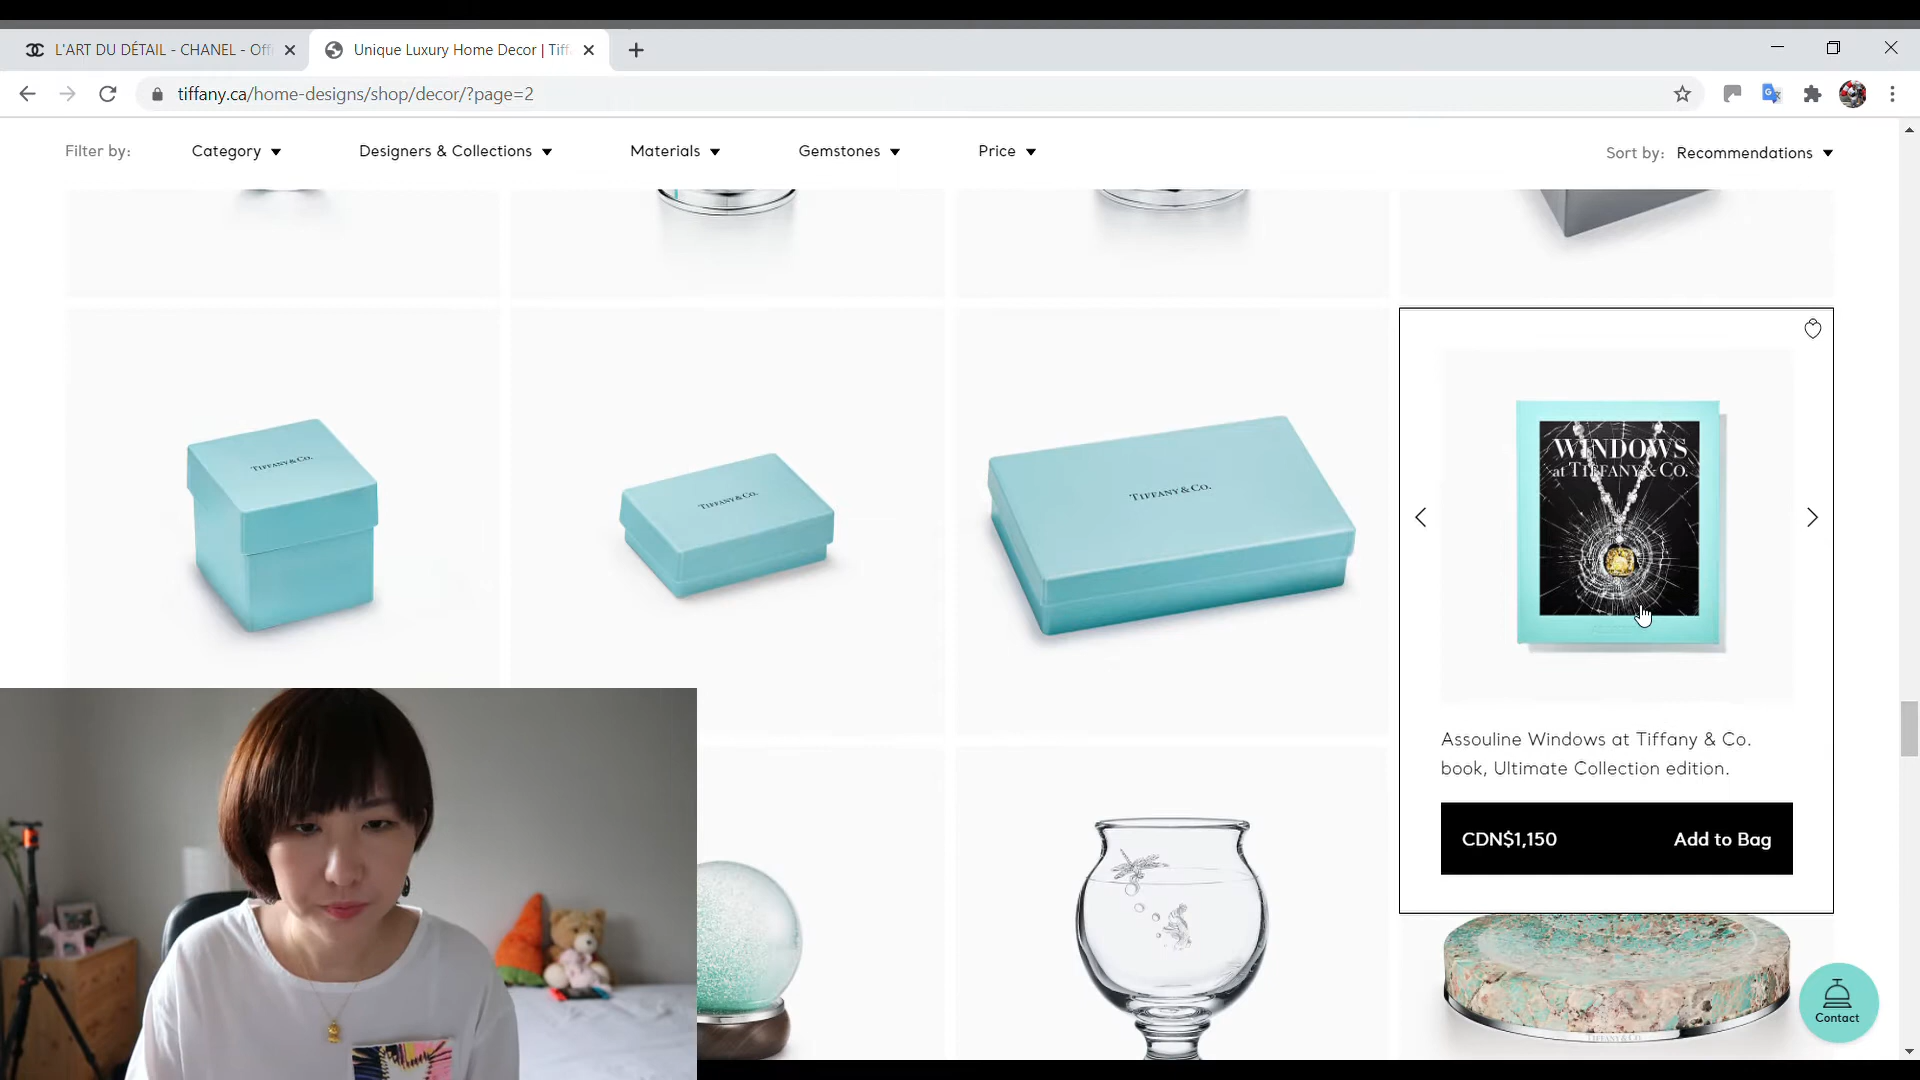 L'ART DU DÉTAIL - CHANEL - Off
Unique Luxury Home Decor | Tiff
tiffany.ca/home-designs/shop/decor/?page=2
Filter by:
Category
Designers & Collections
Materials
Gemstones
Price
Sort by: Recommendations
TIFFANY & CO.
TIFFANY & CO.
TIFFANY & CO.
WINDOWS
at TIFFANY & CO.
Assouline Windows at Tiffany & Co.
book, Ultimate Collection edition.
CDN$1,150
Add to Bag
TIFFANY & CO.
Contact